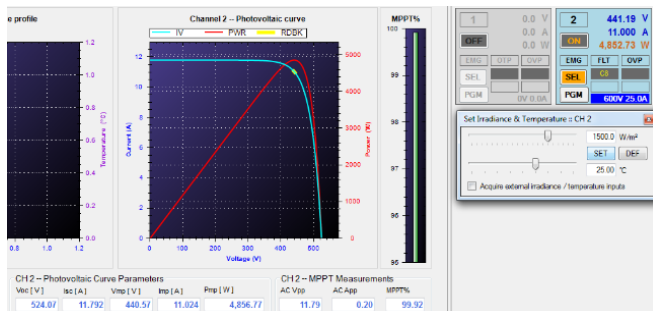 e profile
Channel 2 -- Photovoltaic curve
MPPT%
IV PWR RDBK
1.2
1.0
0.8
0.6
0.4
0.2
0.0
Temperature (°C)
0.8 1.0 1.2
12
10
8
6
4
2
0
Current (A)
5000
4000
3000
2000
1000
0
Power (W)
0 100 200 300 400 500
Voltage (V)
100
99
98
97
96
95
1 0.0 V
0.0 A
OFF 0.0 W
EMG OTP OVP
SEL
PGM 0V 0.0A
2 441.19 V
11.000 A
ON 4,852.73 W
EMG FLT OVP
SEL C8
PGM 600V 25.0A
Set Irradiance & Temperature :: CH 2
1500.0 W/m²
SET DEF
25.00 °C
Acquire external irradiance / temperature inputs
CH 2 -- Photovoltaic Curve Parameters
Voc [ V ] Isc [ A ] Vmp [ V ] Imp [ A ] Pmp [ W ]
524.07 11.792 440.57 11.024 4,856.77
CH 2 -- MPPT Measurements
AC Vpp AC App MPPT%
11.79 0.20 99.92